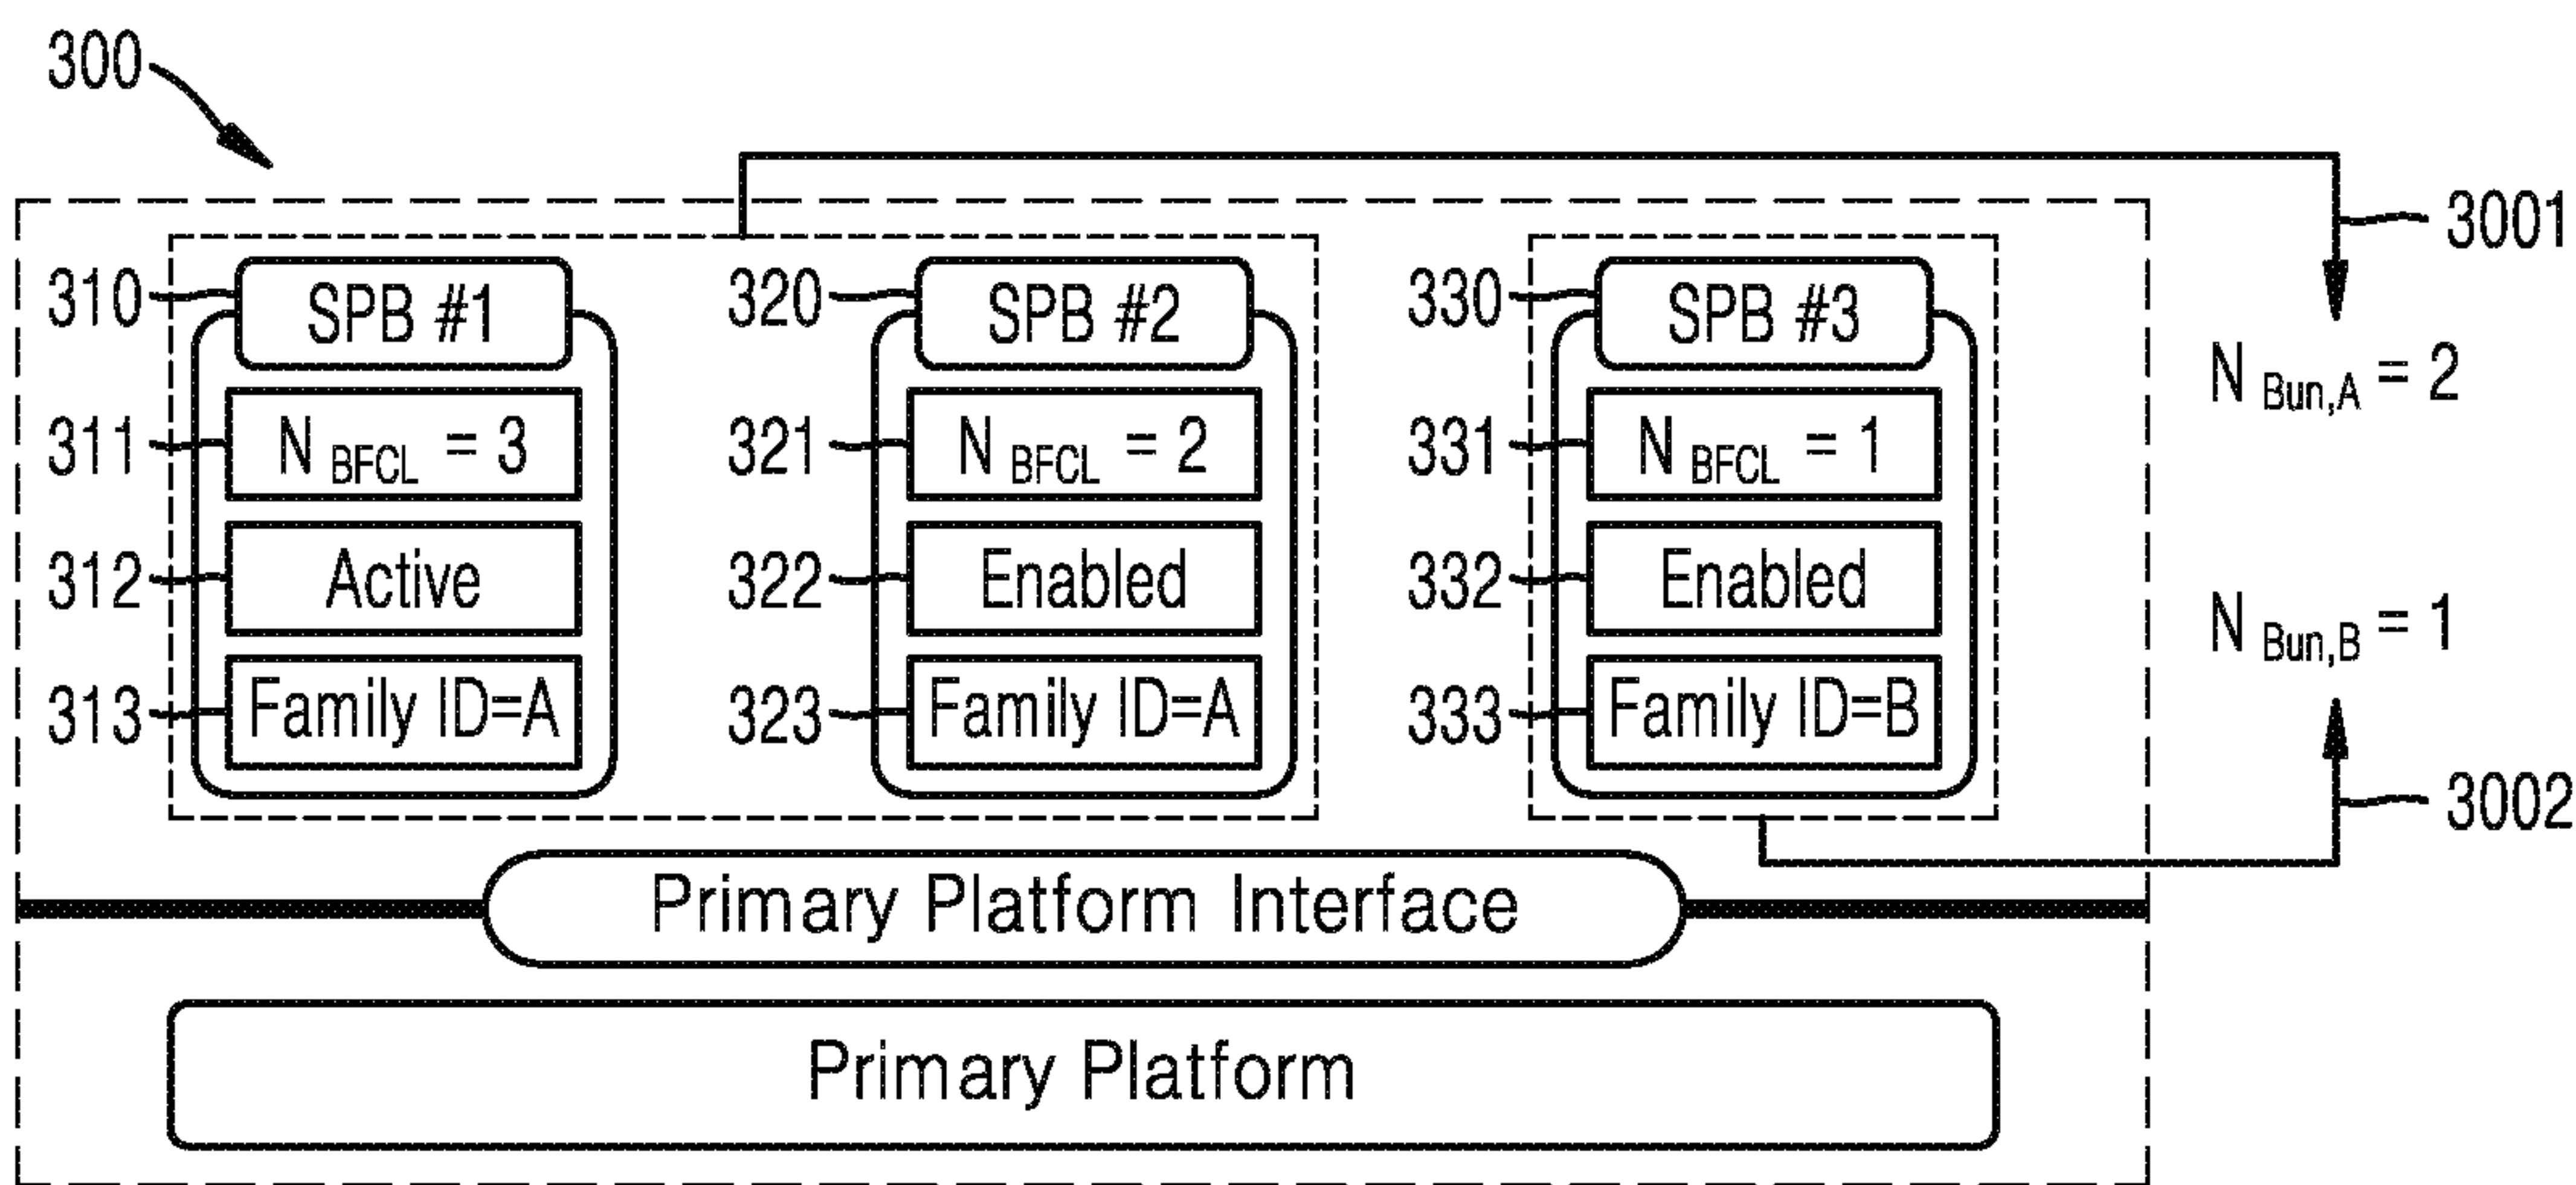 300
3001
310 SPB #1 320 SPB #2 330 SPB #3
N Bun,A = 2
311 N BFCL = 3 321 N BFCL = 2 331 N BFCL = 1
312 Active 322 Enabled 332 Enabled
N Bun,B = 1
313 Family ID=A 323 Family ID=A 333 Family ID=B
3002
Primary Platform Interface
Primary Platform